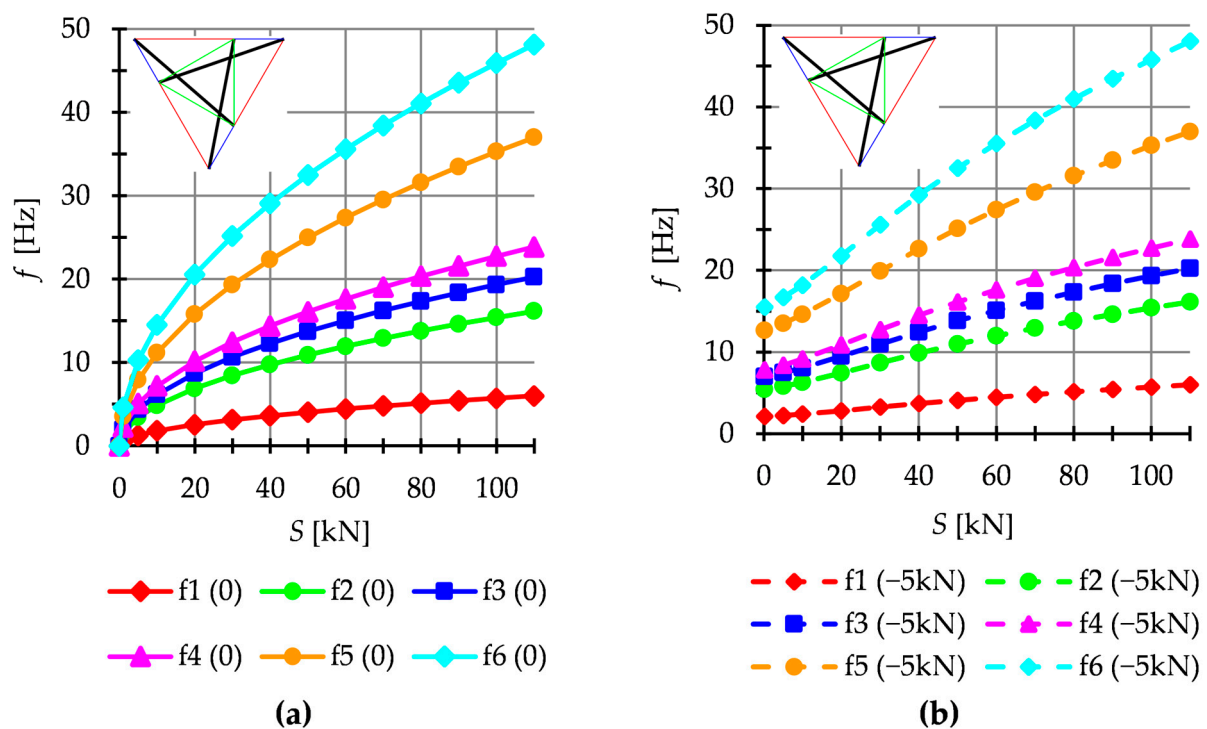 50
40
30
20
10
0
f [Hz]
0 20 40 60 80 100
S [kN]
f1 (0) f2 (0) f3 (0)
f4 (0) f5 (0) f6 (0)
(a)
50
40
30
20
10
0
f [Hz]
0 20 40 60 80 100
S [kN]
f1 (−5kN) f2 (−5kN)
f3 (−5kN) f4 (−5kN)
f5 (−5kN) f6 (−5kN)
(b)